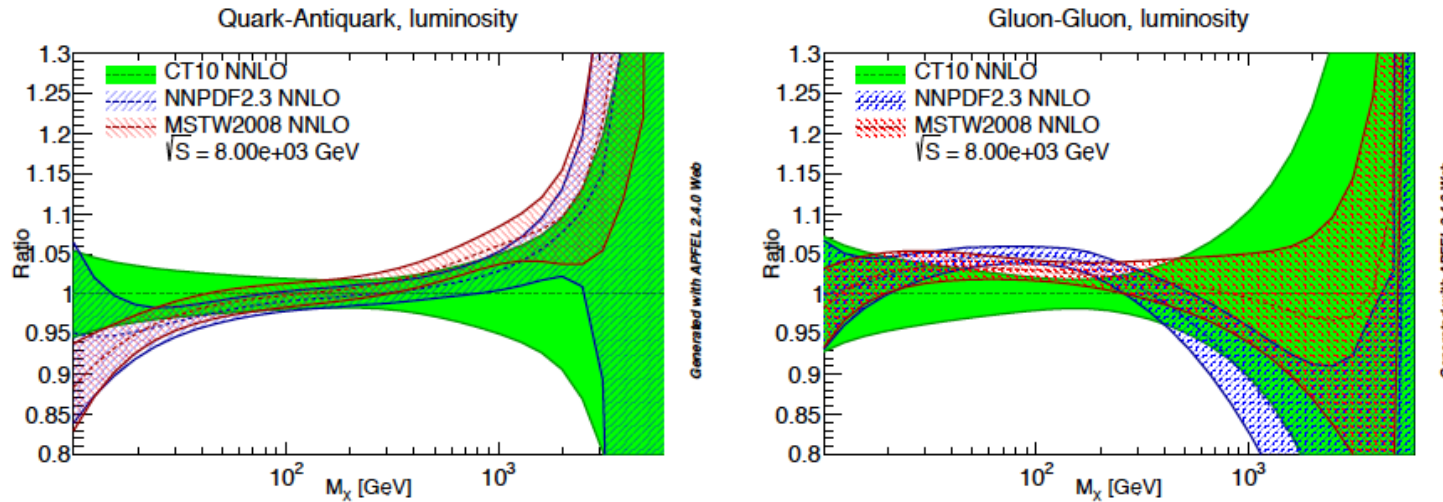 Quark-Antiquark, luminosity
Ratio
1.3
1.25
1.2
1.15
1.1
1.05
1
0.95
0.9
0.85
0.8
CT10 NNLO
NNPDF2.3 NNLO
MSTW2008 NNLO
√S = 8.00e+03 GeV
10²
10³
M_X [GeV]
Generated with APFEL 2.4.0 Web
Gluon-Gluon, luminosity
Ratio
1.3
1.25
1.2
1.15
1.1
1.05
1
0.95
0.9
0.85
0.8
CT10 NNLO
NNPDF2.3 NNLO
MSTW2008 NNLO
√S = 8.00e+03 GeV
10²
10³
M_X [GeV]